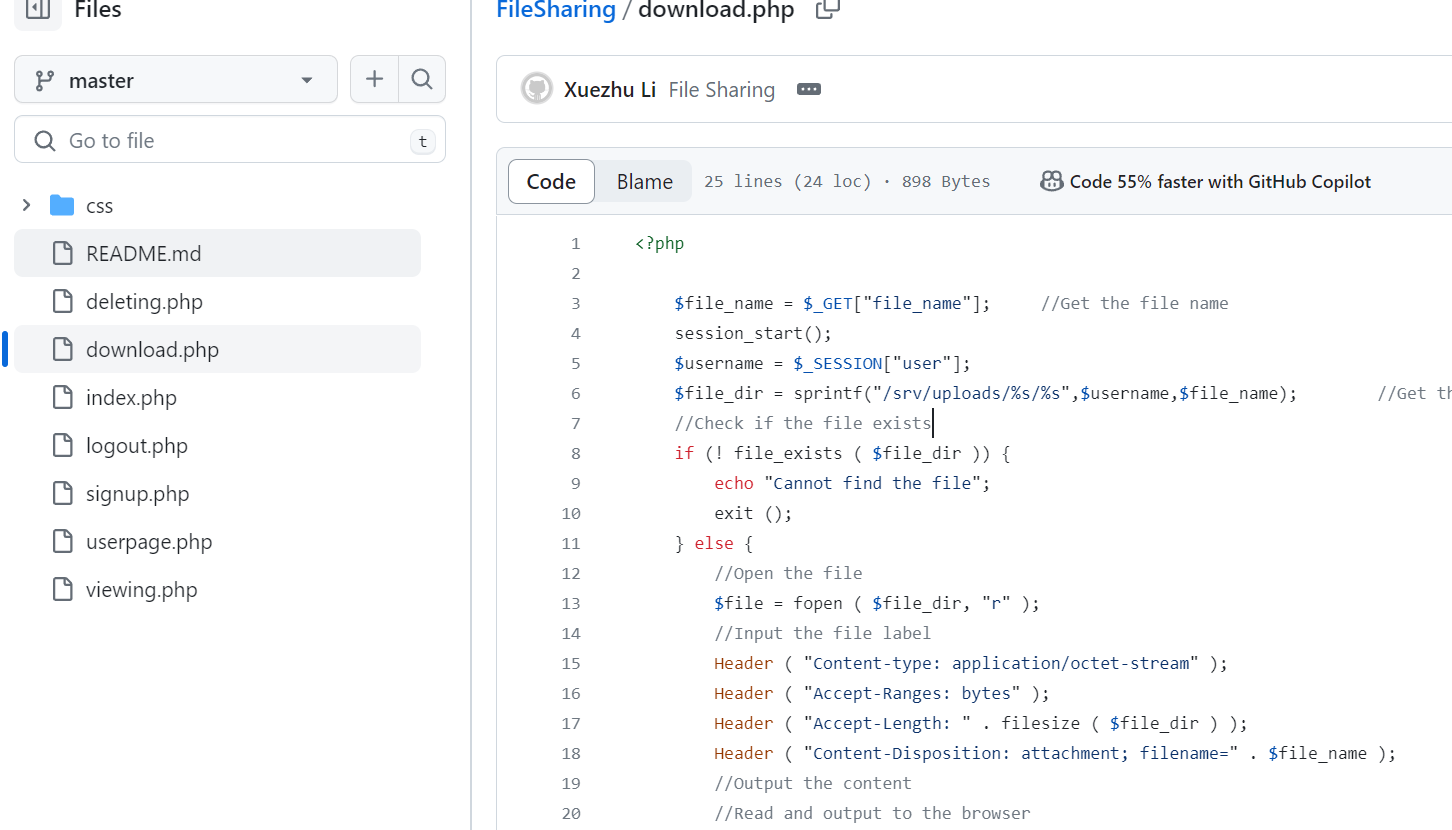 Files
master
Go to file
t
css
README.md
deleting.php
download.php
index.php
logout.php
signup.php
userpage.php
viewing.php
FileSharing / download.php
Xuezhu Li File Sharing
Code Blame 25 lines (24 loc) · 898 Bytes Code 55% faster with GitHub Copilot
1 <?php
2
3 $file_name = $_GET["file_name"]; //Get the file name
4 session_start();
5 $username = $_SESSION["user"];
6 $file_dir = sprintf("/srv/uploads/%s/%s",$username,$file_name); //Get th
7 //Check if the file exists
8 if (! file_exists ( $file_dir )) {
9 echo "Cannot find the file";
10 exit ();
11 } else {
12 //Open the file
13 $file = fopen ( $file_dir, "r" );
14 //Input the file label
15 Header ( "Content-type: application/octet-stream" );
16 Header ( "Accept-Ranges: bytes" );
17 Header ( "Accept-Length: " . filesize ( $file_dir ) );
18 Header ( "Content-Disposition: attachment; filename=" . $file_name );
19 //Output the content
20 //Read and output to the browser